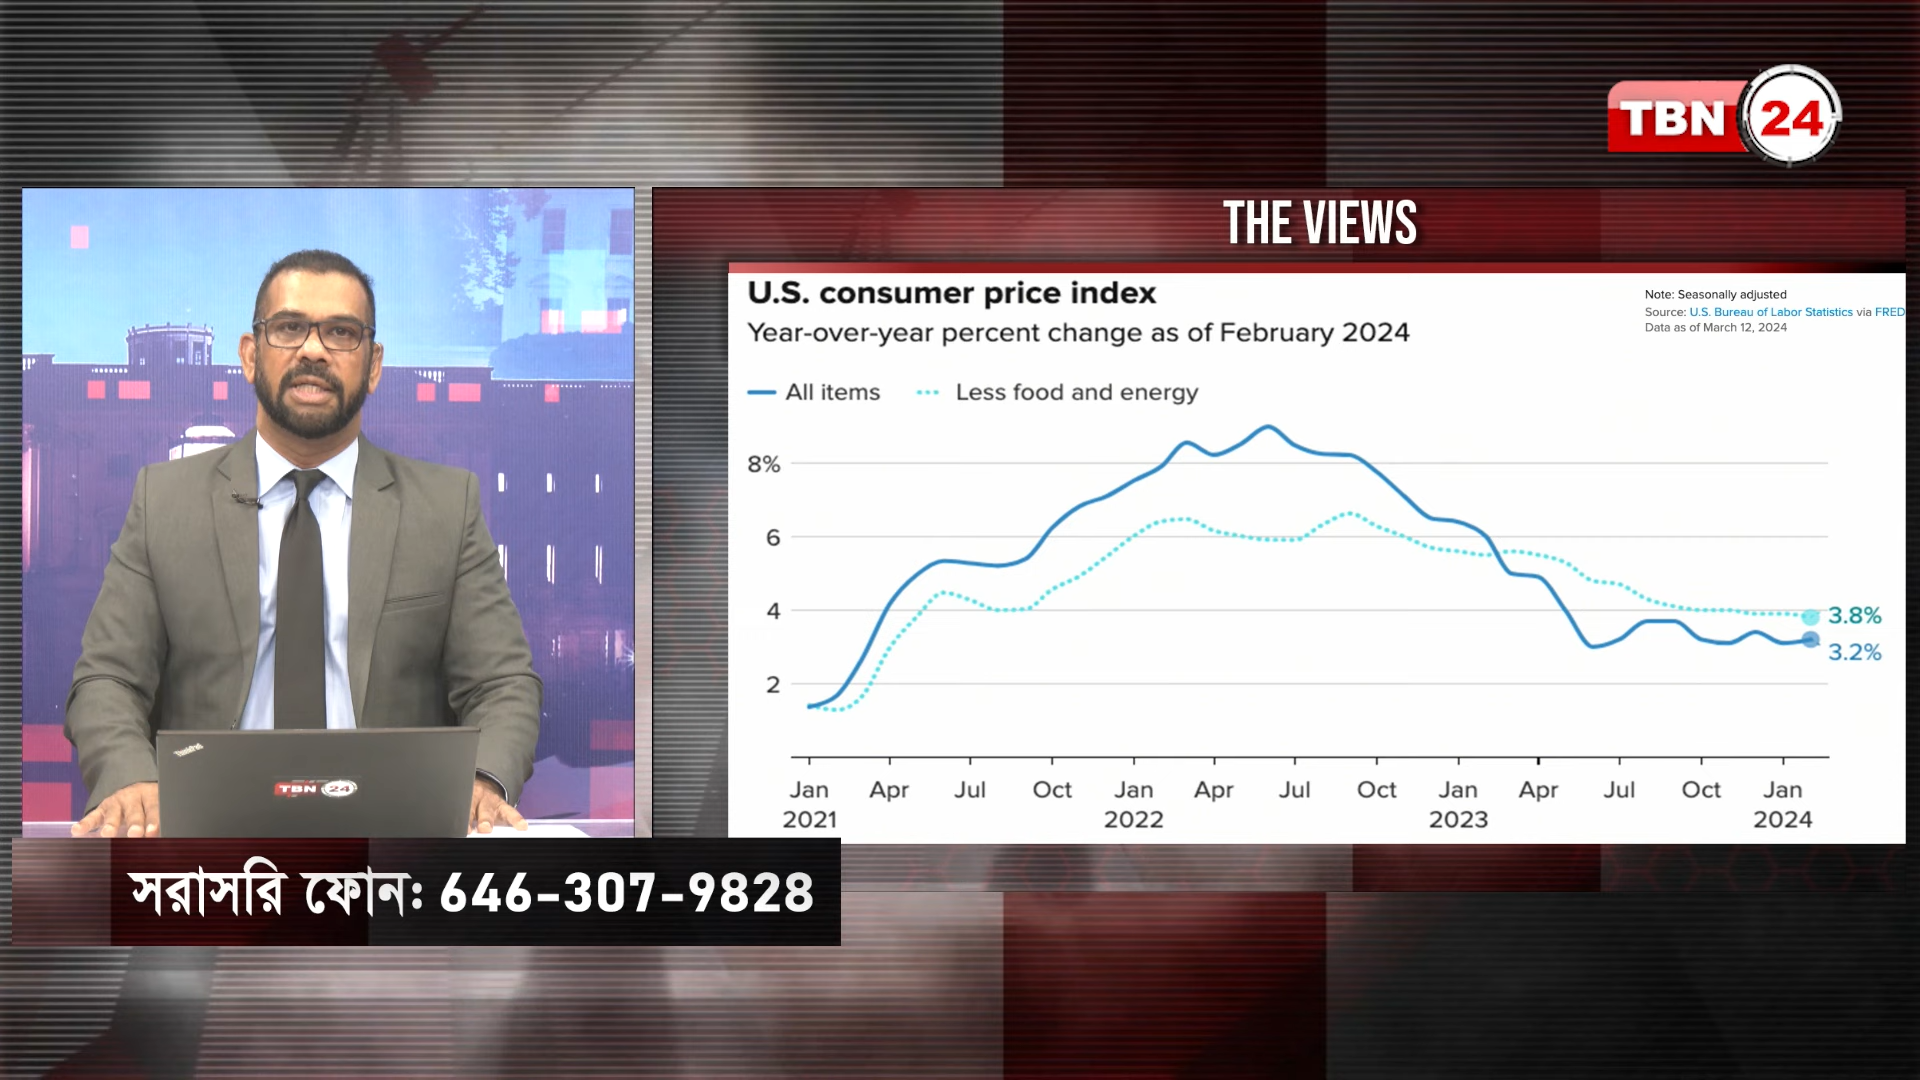 TBN 24
THE VIEWS
U.S. consumer price index
Year-over-year percent change as of February 2024
Note: Seasonally adjusted
Source: U.S. Bureau of Labor Statistics via FRED
Data as of March 12, 2024
All items
Less food and energy
8%
6
4
2
3.8%
3.2%
Jan Apr Jul Oct Jan Apr Jul Oct Jan Apr Jul Oct Jan
2021 2022 2023 2024
ThinkPad
TBN 24
সরাসরি ফোন: 646-307-9828